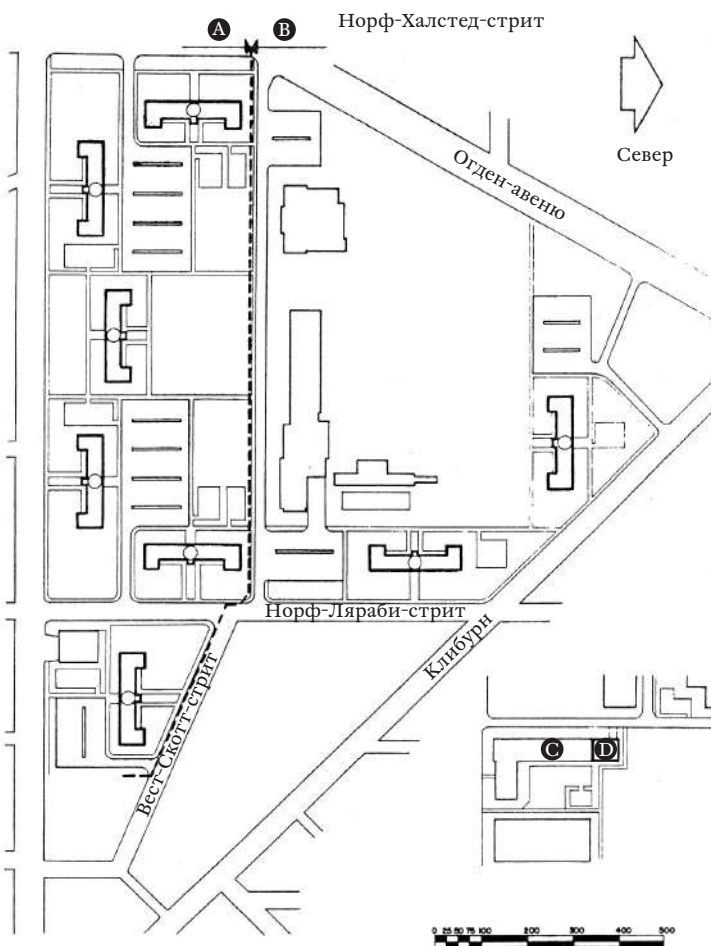 Норф-Халстед-стрит
A B
Север
Огден-авеню
Норф-Ляраби-стрит
Клибурн
Вест-Скотт-стрит
C D
0 25 50 75 100 200 300 400 500